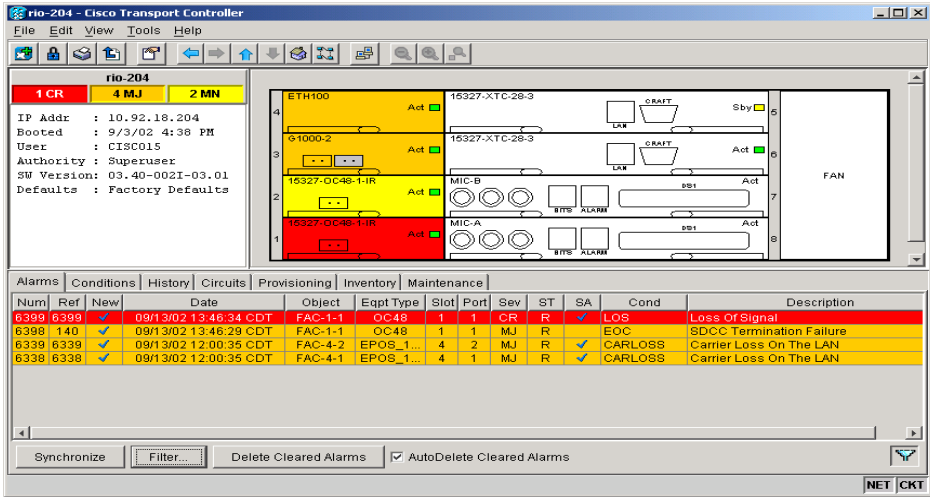 rio-204 - Cisco Transport Controller
File Edit View Tools Help
rio-204
1 CR 4 MJ 2 MN
IP Addr : 10.92.18.204
Booted : 9/3/02 4:38 PM
User : CISCO15
Authority : Superuser
SW Version: 03.40-002I-03.01
Defaults : Factory Defaults
4 ETH100 Act
15327-XTC-28-3 LAN CRAFT Sby 5
3 G1000-2 Act
15327-XTC-28-3 LAN CRAFT Act 6
2 15327-OC48-1-IR Act
MIC-B BITS ALARM DS1 Act 7
1 15327-OC48-1-IR Act
MIC-A BITS ALARM DS1 Act 8
FAN
Alarms Conditions History Circuits Provisioning Inventory Maintenance
Num Ref New Date Object Eqpt Type Slot Port Sev ST SA Cond Description
6399 6399 09/13/02 13:46:34 CDT FAC-1-1 OC48 1 1 CR R LOS Loss Of Signal
6398 140 09/13/02 13:46:29 CDT FAC-1-1 OC48 1 1 MJ R EOC SDCC Termination Failure
6339 6339 09/13/02 12:00:35 CDT FAC-4-2 EPOS_1... 4 2 MJ R CARLOSS Carrier Loss On The LAN
6338 6338 09/13/02 12:00:35 CDT FAC-4-1 EPOS_1... 4 1 MJ R CARLOSS Carrier Loss On The LAN
Synchronize Filter... Delete Cleared Alarms AutoDelete Cleared Alarms
NET CKT